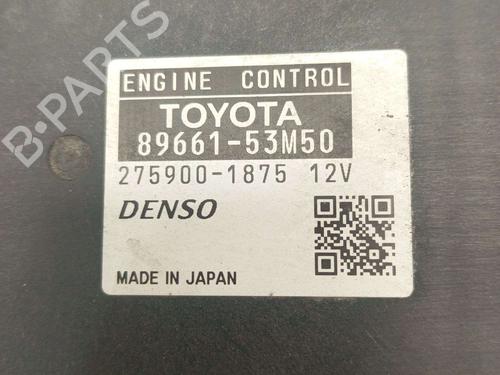 B-PARTS
ENGINE CONTROL
TOYOTA
89661-53M50
275900-1875 12V
DENSO
MADE IN JAPAN